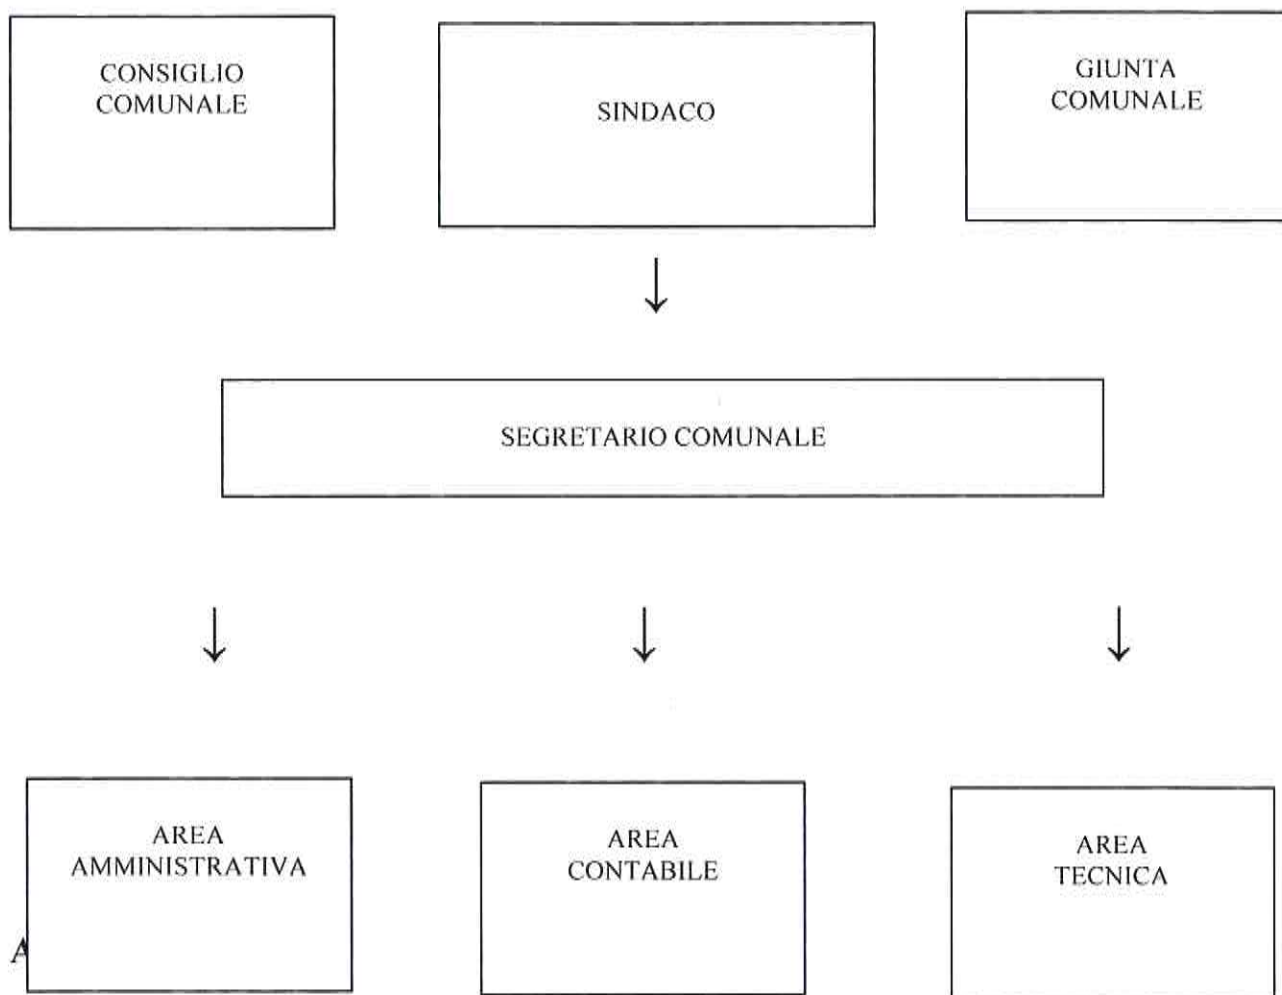 CONSIGLIO
COMUNALE
SINDACO
GIUNTA
COMUNALE
SEGRETARIO COMUNALE
AREA
AMMINISTRATIVA
AREA
CONTABILE
AREA
TECNICA
A